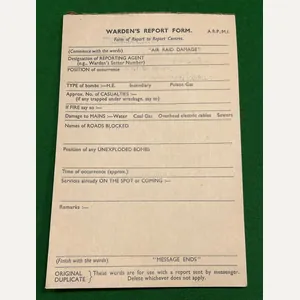 WARDEN'S REPORT FORM. A.R.P./M.I.
Form of Report to Report Centres.
(Commence with the words) "AIR RAID DAMAGE"
Designation of REPORTING AGENT
(e.g., Warden's Sector Number)
POSITION of occurrence
TYPE of bombs :—H.E. Incendiary Poison Gas
Approx. No. of CASUALTIES :—
(If any trapped under wreckage, say so)
If FIRE say so :—
Damage to MAINS :—Water Coal Gas Overhead electric cables Sewers
Names of ROADS BLOCKED
Position of any UNEXPLODED BOMBS
Time of occurrence (approx.)
Services already ON THE SPOT or COMING :—
Remarks :—
(Finish with the words) "MESSAGE ENDS"
ORIGINAL } These words are for use with a report sent by messenger.
DUPLICATE } Delete whichever does not apply.